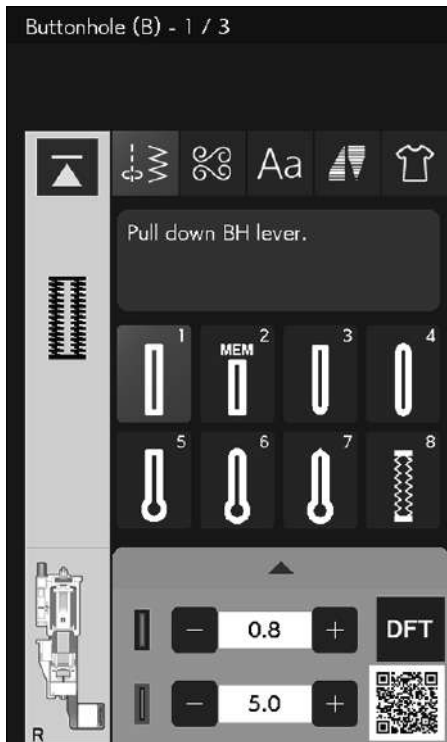 Buttonhole (B) - 1 / 3
Aa
Pull down BH lever.
1
MEM 2
3
4
5
6
7
8
− 0.8 + DFT
− 5.0 +
R